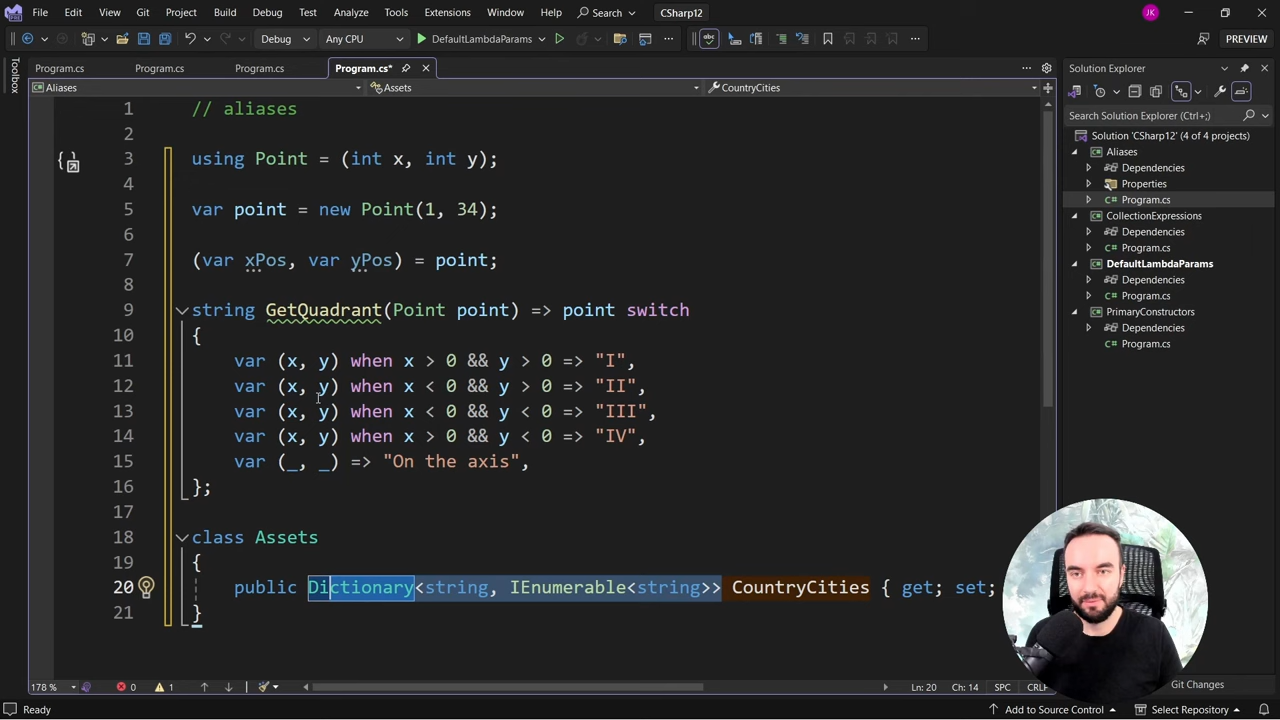 File Edit View Git Project Build Debug Test Analyze Tools Extensions Window Help Search CSharp12 JK
Debug Any CPU DefaultLambdaParams PREVIEW
Toolbox
Program.cs Program.cs Program.cs Program.cs*
Aliases Assets CountryCities
1 // aliases
2
3 using Point = (int x, int y);
4
5 var point = new Point(1, 34);
6
7 (var xPos, var yPos) = point;
8
9 string GetQuadrant(Point point) => point switch
10 {
11 var (x, y) when x > 0 && y > 0 => "I",
12 var (x, y) when x < 0 && y > 0 => "II",
13 var (x, y) when x < 0 && y < 0 => "III",
14 var (x, y) when x > 0 && y < 0 => "IV",
15 var (_, _) => "On the axis",
16 };
17
18 class Assets
19 {
20 public Dictionary<string, IEnumerable<string>> CountryCities { get; set;
21 }
Solution Explorer
Search Solution Explorer (Ctrl+;)
Solution 'CSharp12' (4 of 4 projects)
Aliases
Dependencies
Properties
C# Program.cs
CollectionExpressions
Dependencies
C# Program.cs
DefaultLambdaParams
Dependencies
C# Program.cs
PrimaryConstructors
Dependencies
C# Program.cs
178 % 0 1 Ln: 20 Ch: 14 SPC CRLF
Git Changes
Ready Add to Source Control Select Repository